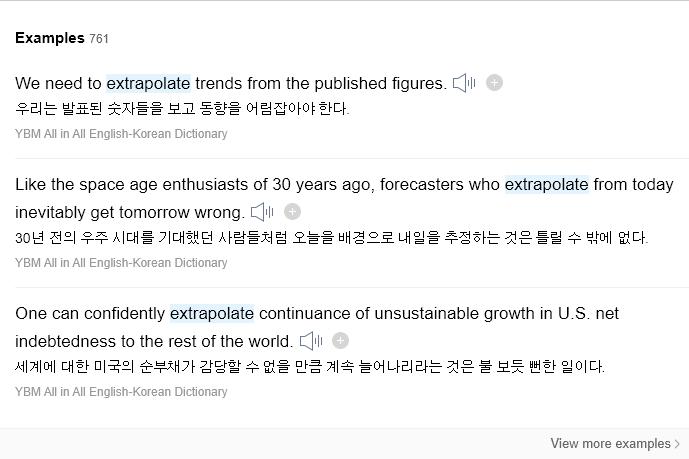 Examples 761
We need to extrapolate trends from the published figures.
우리는 발표된 숫자들을 보고 동향을 어림잡아야 한다.
YBM All in All English-Korean Dictionary
Like the space age enthusiasts of 30 years ago, forecasters who extrapolate from today
inevitably get tomorrow wrong.
30년 전의 우주 시대를 기대했던 사람들처럼 오늘을 배경으로 내일을 추정하는 것은 틀릴 수 밖에 없다.
YBM All in All English-Korean Dictionary
One can confidently extrapolate continuance of unsustainable growth in U.S. net
indebtedness to the rest of the world.
세계에 대한 미국의 순부채가 감당할 수 없을 만큼 계속 늘어나리라는 것은 불 보듯 뻔한 일이다.
YBM All in All English-Korean Dictionary
View more examples